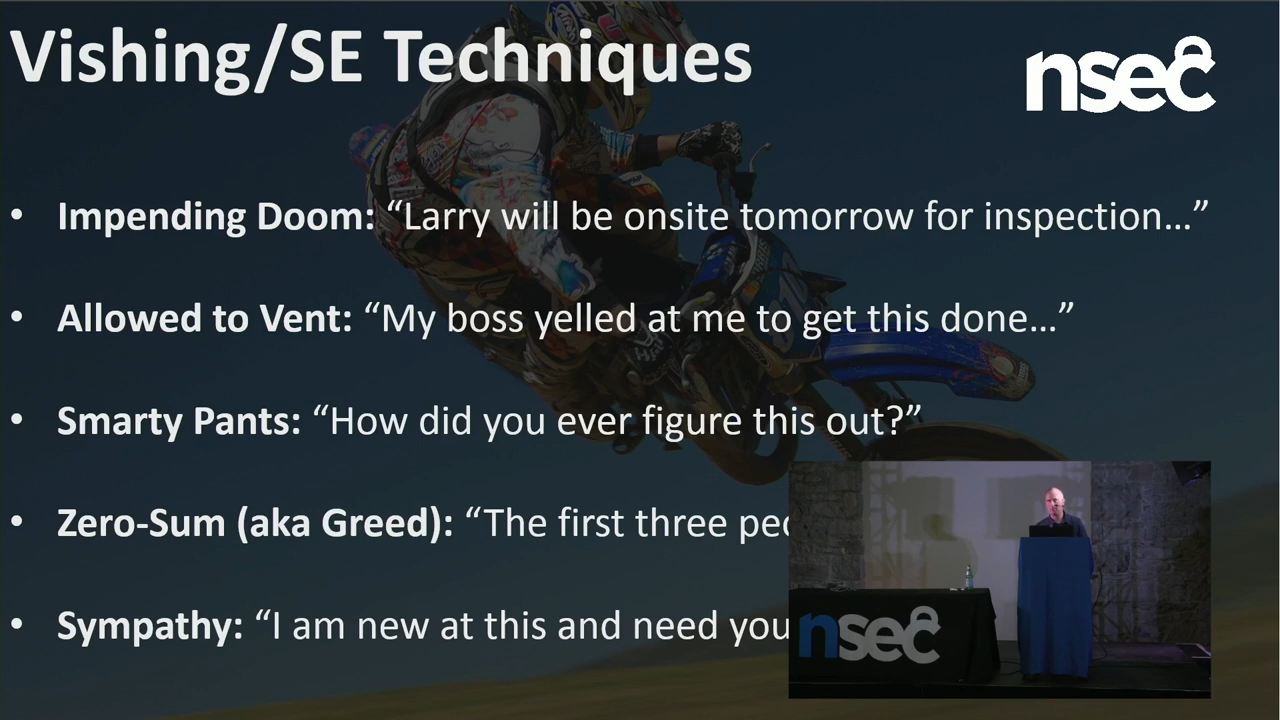 Vishing/SE Techniques
nsec
• Impending Doom: “Larry will be onsite tomorrow for inspection…”
• Allowed to Vent: “My boss yelled at me to get this done…”
• Smarty Pants: “How did you ever figure this out?”
• Zero-Sum (aka Greed): “The first three
• Sympathy: “I am new at this and need you
nsec